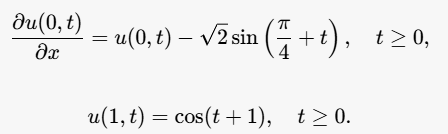 ∂u(0, t)/∂x = u(0, t) − √2 sin (π/4 + t), t ≥ 0,
u(1, t) = cos(t + 1), t ≥ 0.